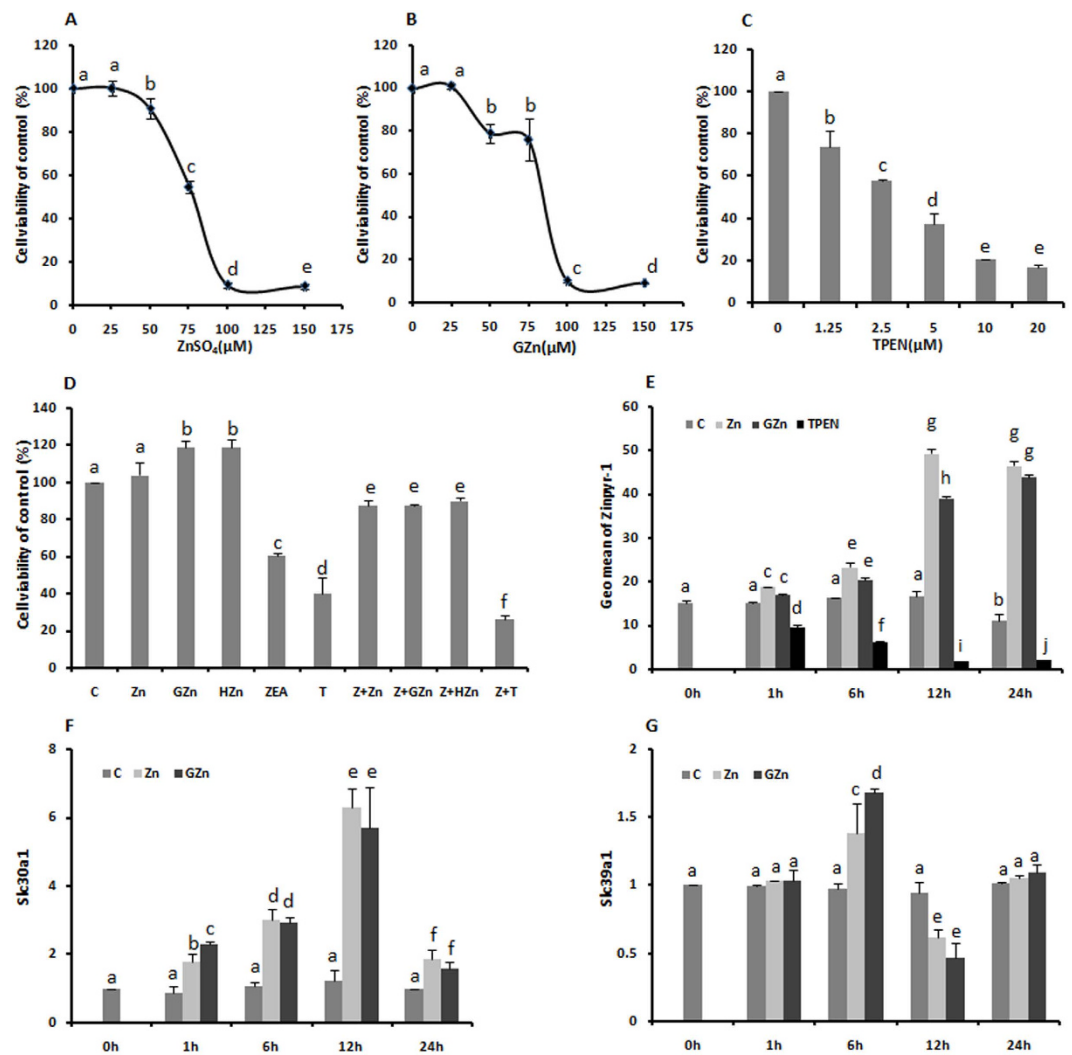 A
Cell viability of control (%)
120
100
80
60
40
20
0
a
a
b
c
d
e
0 25 50 75 100 125 150 175
ZnSO₄(μM)
B
Cell viability of control (%)
120
100
80
60
40
20
0
a
a
b
b
c
d
0 25 50 75 100 125 150 175
GZn(μM)
C
Cell viability of control (%)
120
100
80
60
40
20
0
a
b
c
d
e
e
0 1.25 2.5 5 10 20
TPEN(μM)
D
Cell viability of control (%)
140
120
100
80
60
40
20
0
a a b b c d e e e f
C Zn GZn HZn ZEA T Z+Zn Z+GZn Z+HZn Z+T
E
Geo mean of Zinpyr-1
60
50
40
30
20
10
0
C Zn GZn TPEN
a
a c c d
a e e f
a g h i
b g g j
0h 1h 6h 12h 24h
F
Slc30a1
8
6
4
2
0
C Zn GZn
a
a b c
a d d
a e e
a f f
0h 1h 6h 12h 24h
G
Slc39a1
2
1.5
1
0.5
0
C Zn GZn
a
a a a
a c d
a e e
a a a
0h 1h 6h 12h 24h